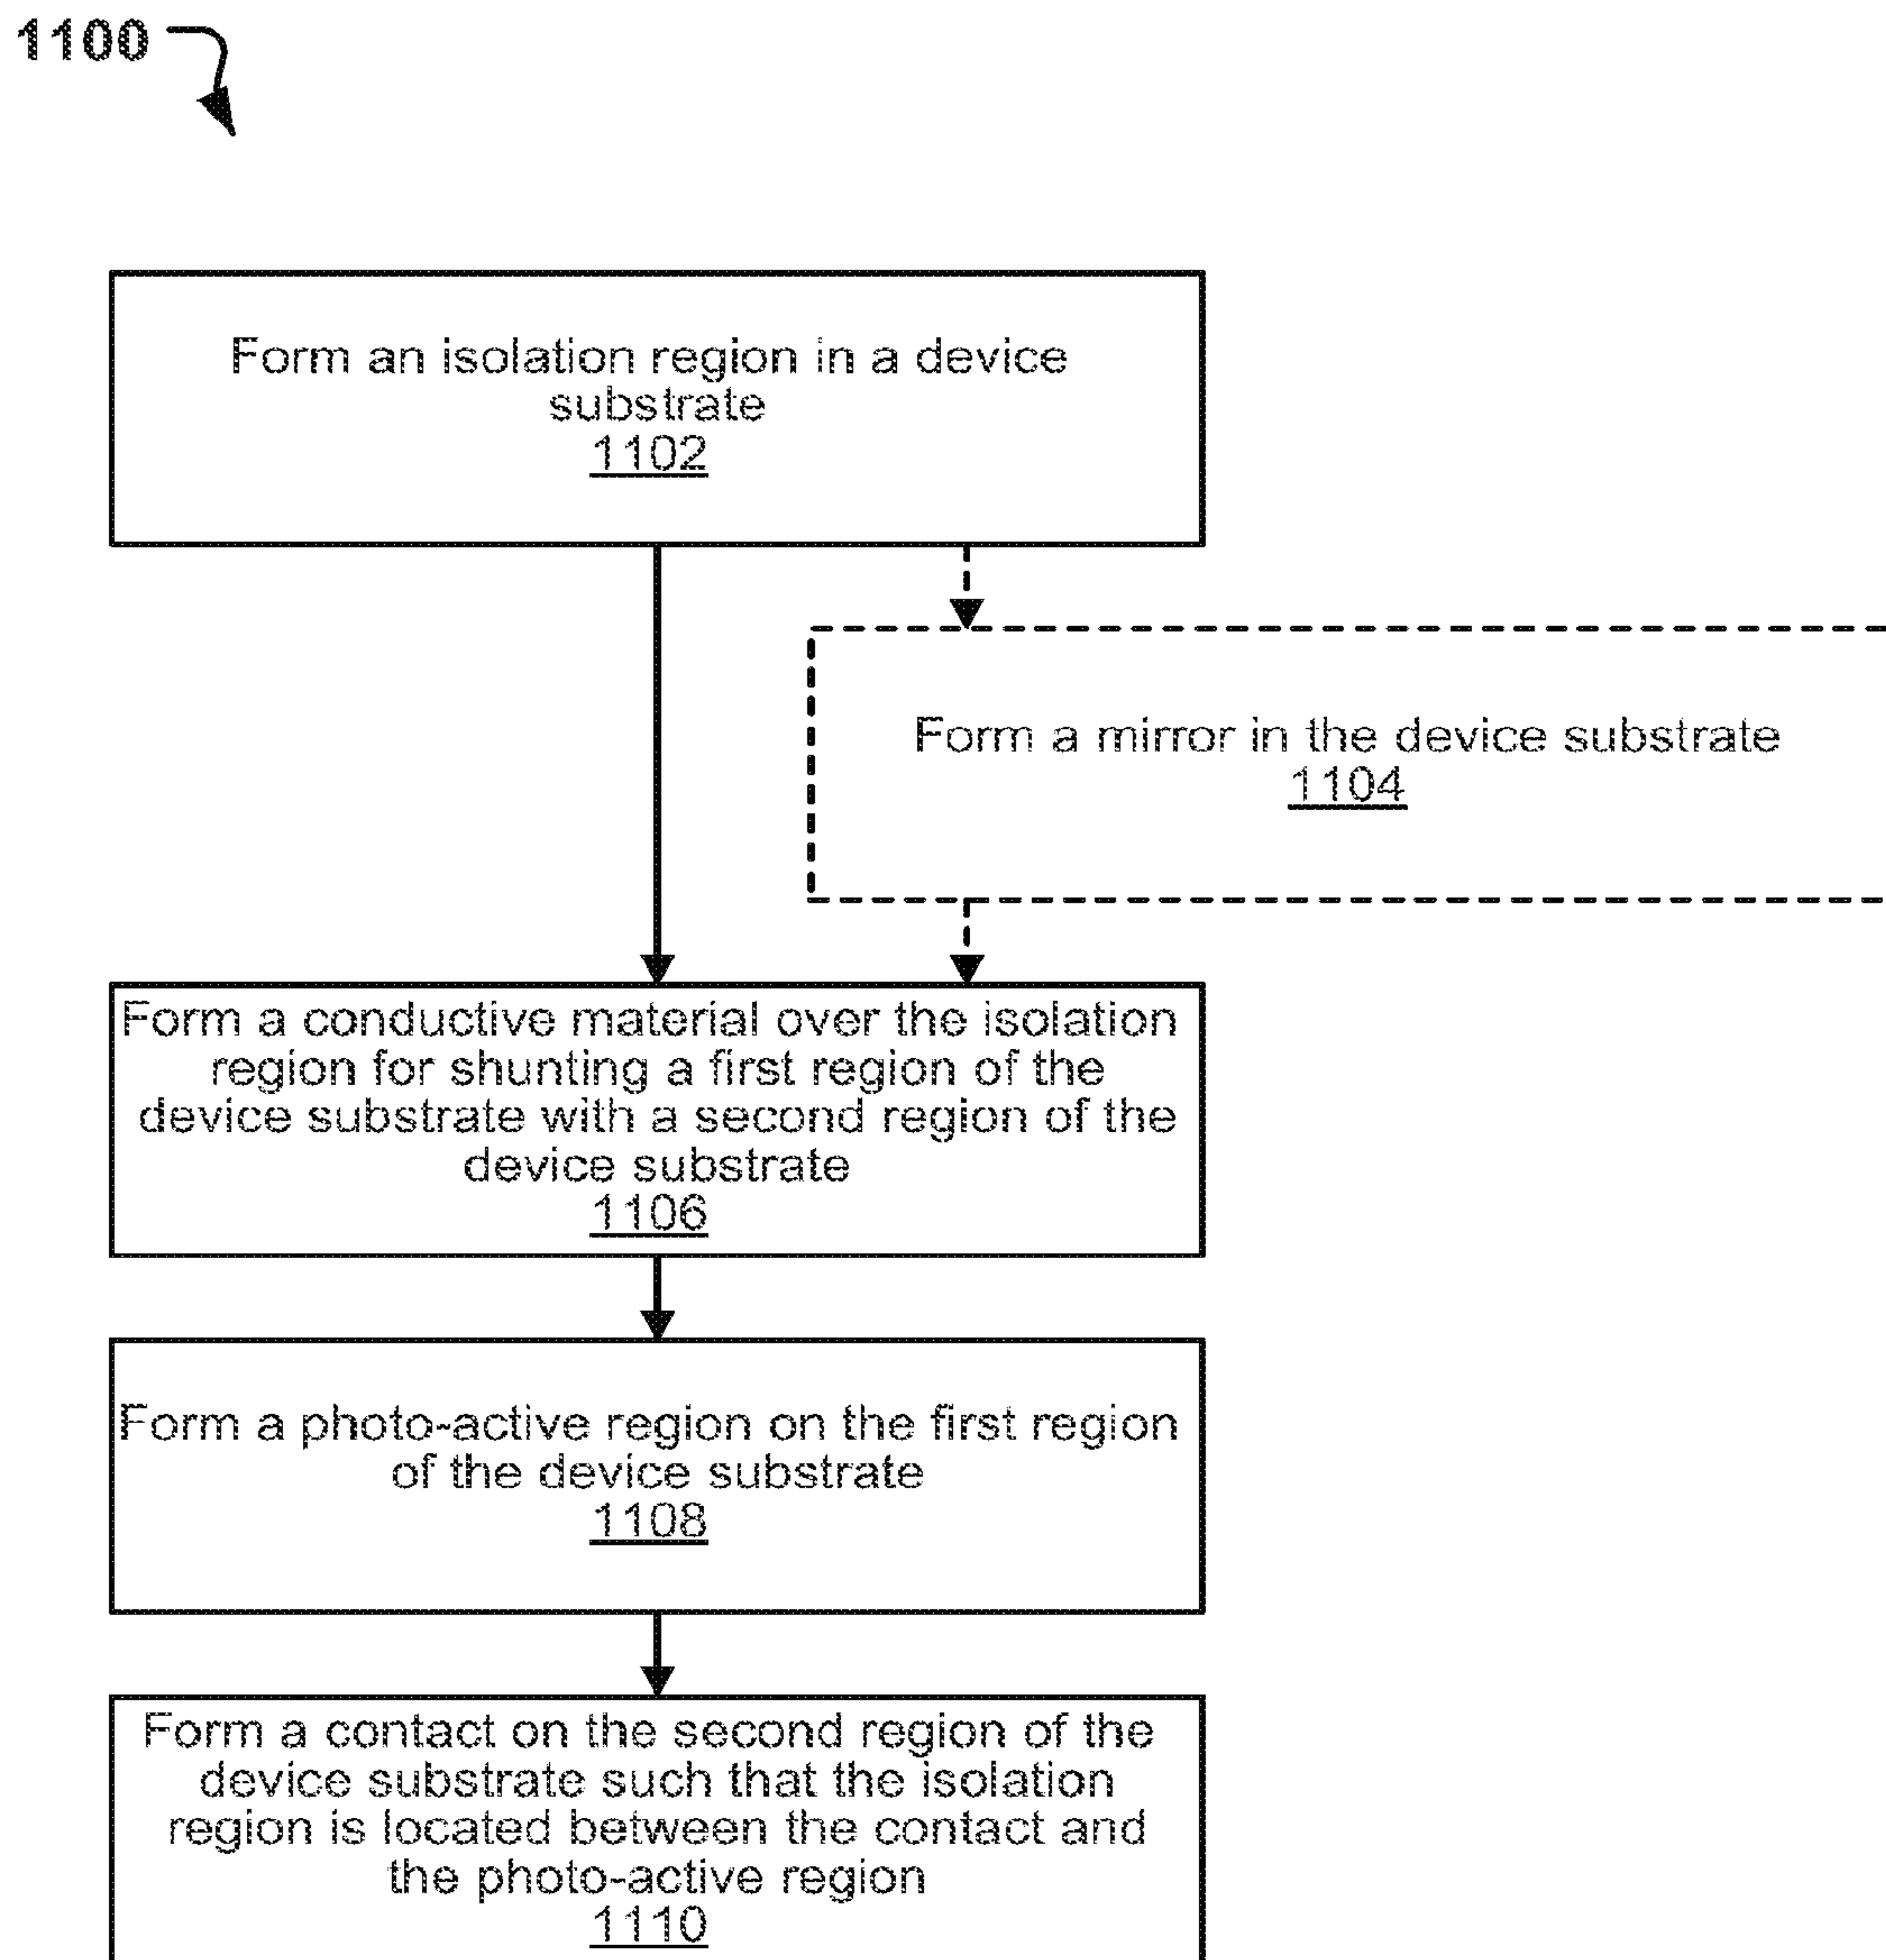 1100
Form an isolation region in a device
substrate
1102
Form a mirror in the device substrate
1104
Form a conductive material over the isolation
region for shunting a first region of the
device substrate with a second region of the
device substrate
1106
Form a photo-active region on the first region
of the device substrate
1108
Form a contact on the second region of the
device substrate such that the isolation
region is located between the contact and
the photo-active region
1110